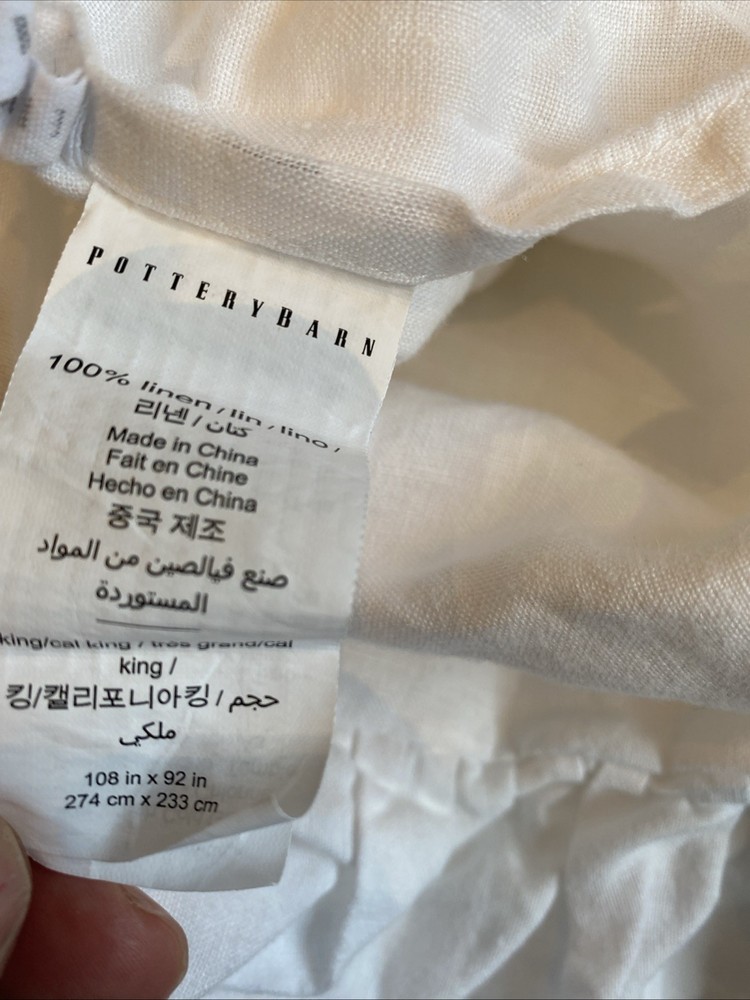 POTTERYBARN
100% linen / lin / lino /
리넨 / كتان
Made in China
Fait en Chine
Hecho en China
중국 제조
صنع فيالصين من المواد
المستوردة
king/cal king / très grand/cal
king /
킹/캘리포니아킹 / حجم
ملكي
108 in x 92 in
274 cm x 233 cm